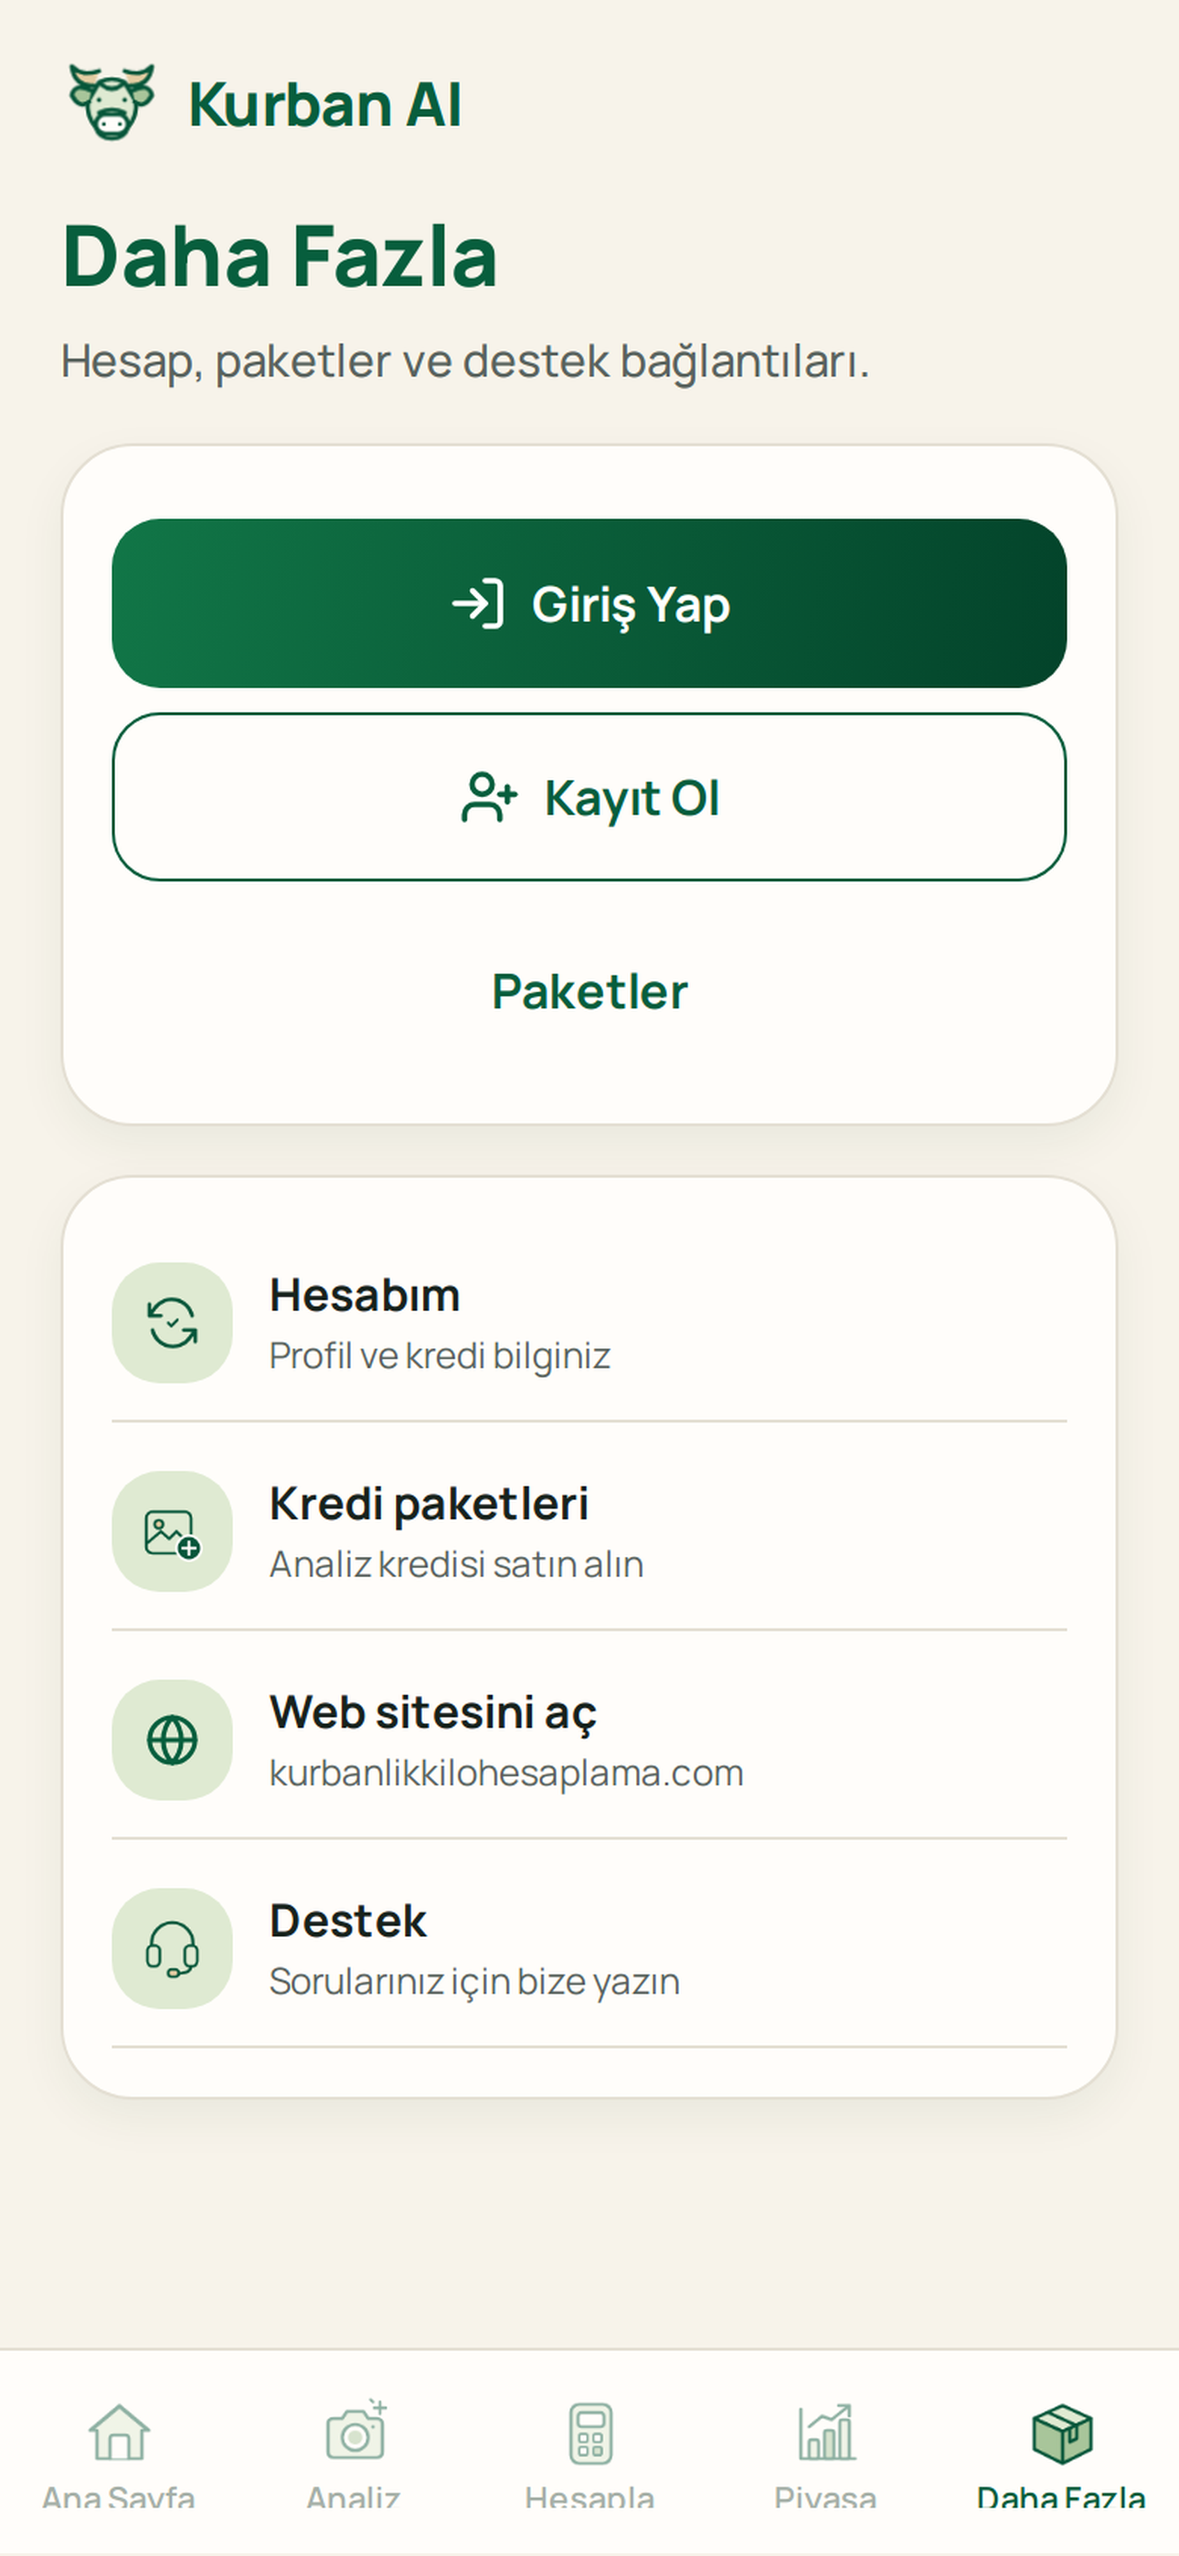 Kurban AI
Daha Fazla
Hesap, paketler ve destek bağlantıları.
Giriş Yap
Kayıt Ol
Paketler
Hesabım
Profil ve kredi bilginiz
Kredi paketleri
Analiz kredisi satın alın
Web sitesini aç
kurbanlikkilohesaplama.com
Destek
Sorularınız için bize yazın
Ana Sayfa
Analiz
Hesapla
Piyasa
Daha Fazla